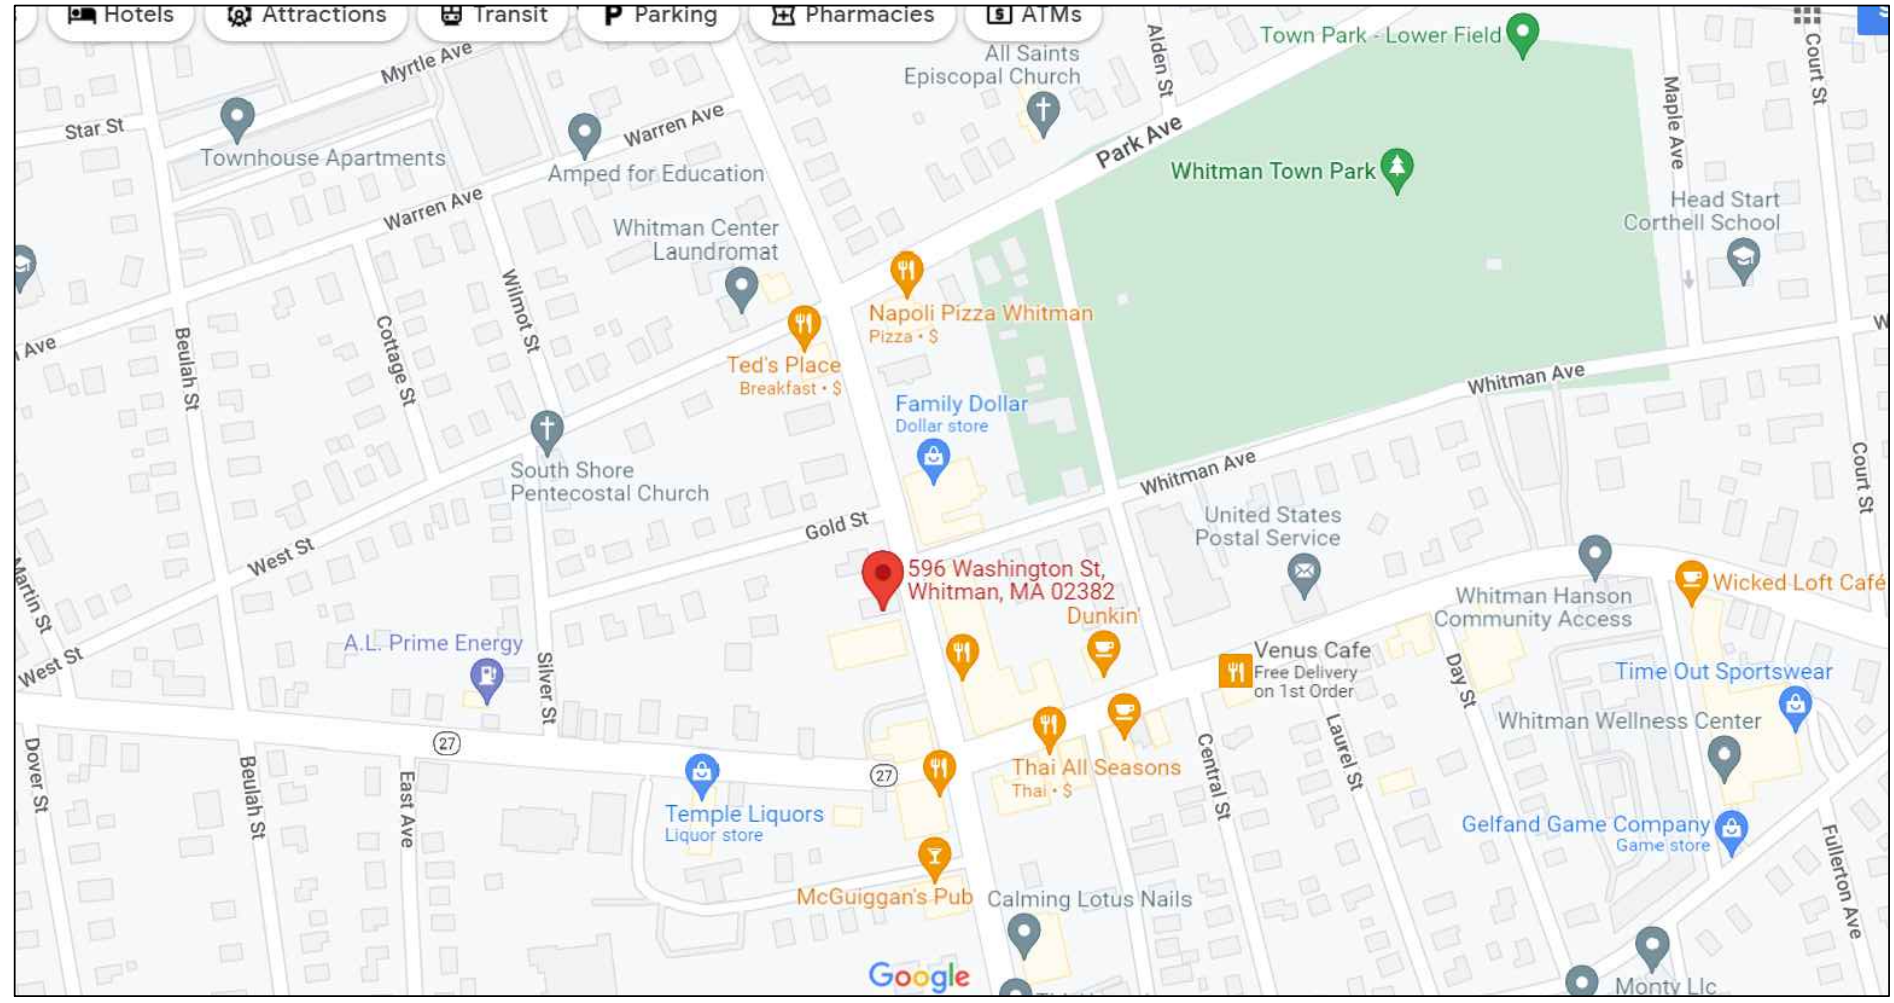 Hotels
Attractions
Transit
Parking
Pharmacies
ATMs
Myrtle Ave
Star St
Townhouse Apartments
Warren Ave
Amped for Education
Warren Ave
All Saints
Episcopal Church
Alden St
Park Ave
Town Park - Lower Field
Whitman Town Park
Maple Ave
Court St
Head Start
Corthell School
Whitman Center
Laundromat
Wilmot St
Cottage St
Beulah St
Ave
Napoli Pizza Whitman
Pizza • $
Ted's Place
Breakfast • $
Family Dollar
Dollar store
Whitman Ave
Whitman Ave
W
Court St
South Shore
Pentecostal Church
Gold St
West St
United States
Postal Service
596 Washington St,
Whitman, MA 02382
Dunkin'
Martin St
West St
A.L. Prime Energy
Silver St
Venus Cafe
Free Delivery
on 1st Order
Whitman Hanson
Community Access
Wicked Loft Café
Day St
Time Out Sportswear
Whitman Wellness Center
Laurel St
Central St
27
27
Dover St
Beulah St
East Ave
Temple Liquors
Liquor store
Thai All Seasons
Thai • $
Gelfand Game Company
Game store
Fullerton Ave
McGuiggan's Pub
Calming Lotus Nails
Google
Monty Llc